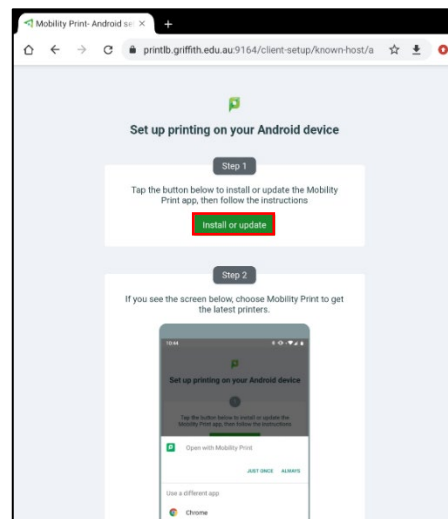 Mobility Print- Android se
printlb.griffith.edu.au:9164/client-setup/known-host/a
Set up printing on your Android device
Step 1
Tap the button below to install or update the Mobility
Print app, then follow the instructions
Install or update
Step 2
If you see the screen below, choose Mobility Print to get
the latest printers.
10:44
Set up printing on your Android device
Tap the button below to install or update the
Mobility Print app, then follow the instructions
Open with Mobility Print
JUST ONCE ALWAYS
Use a different app
Chrome